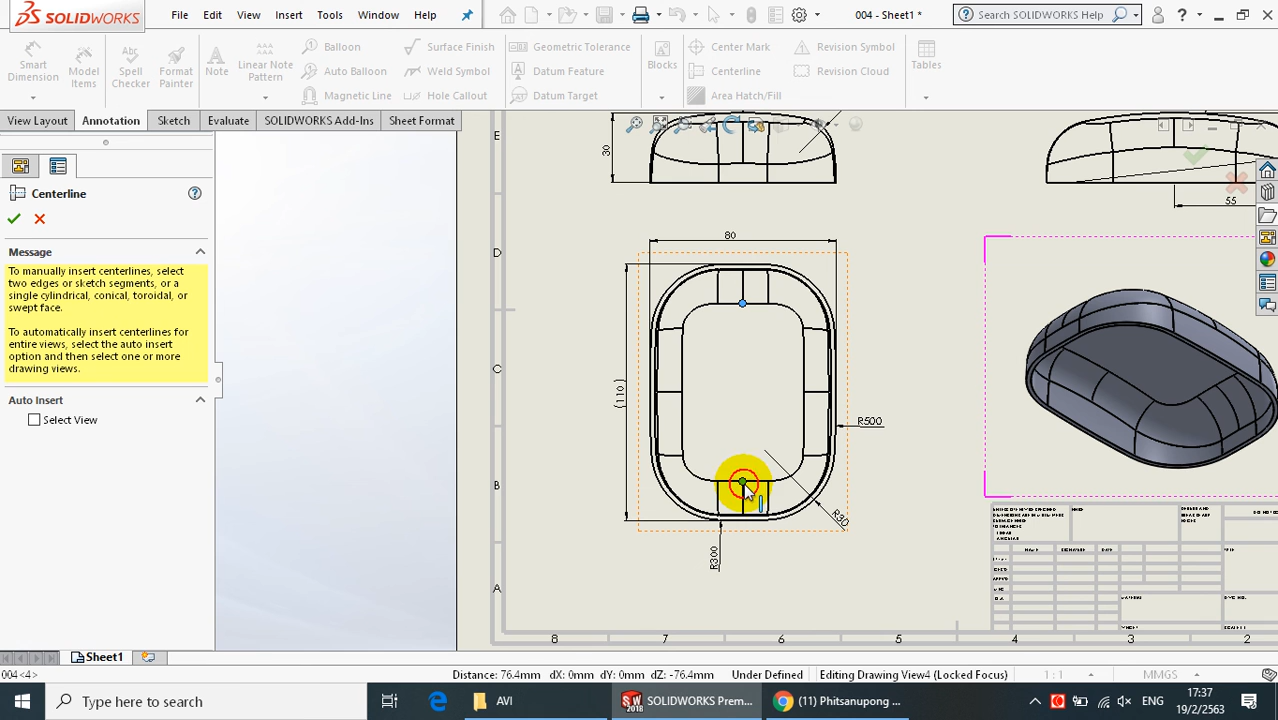 SOLIDWORKS File Edit View Insert Tools Window Help 004 - Sheet1 * Search SOLIDWORKS Help
Smart Dimension
Model Items
Spell Checker
Format Painter
Note
Linear Note Pattern
Balloon
Auto Balloon
Magnetic Line
Surface Finish
Weld Symbol
Hole Callout
Geometric Tolerance
Datum Feature
Datum Target
Blocks
Center Mark
Centerline
Area Hatch/Fill
Revision Symbol
Revision Cloud
Tables
View Layout Annotation Sketch Evaluate SOLIDWORKS Add-Ins Sheet Format
Centerline
Message
To manually insert centerlines, select
two edges or sketch segments, or a
single cylindrical, conical, toroidal, or
swept face.
To automatically insert centerlines for
entire views, select the auto insert
option and then select one or more
drawing views.
Auto Insert
Select View
E
30
55
D
80
C
(110)
R500
B
R30
R300
A
8 7 6 5 4 3 2
Sheet1
004<4> Distance: 76.4mm dX: 0mm dY: 0mm dZ: -76.4mm Under Defined Editing Drawing View4 (Locked Focus) 1 : 1 MMGS
Type here to search
AVI
SOLIDWORKS Prem...
(11) Phitsanupong ...
ENG
17:37
19/2/2563